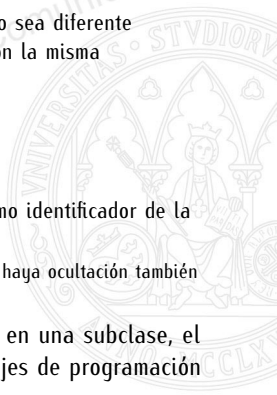 o sea diferente
on la misma
mo identificador de la
haya ocultación también
en una subclase, el
jes de programación